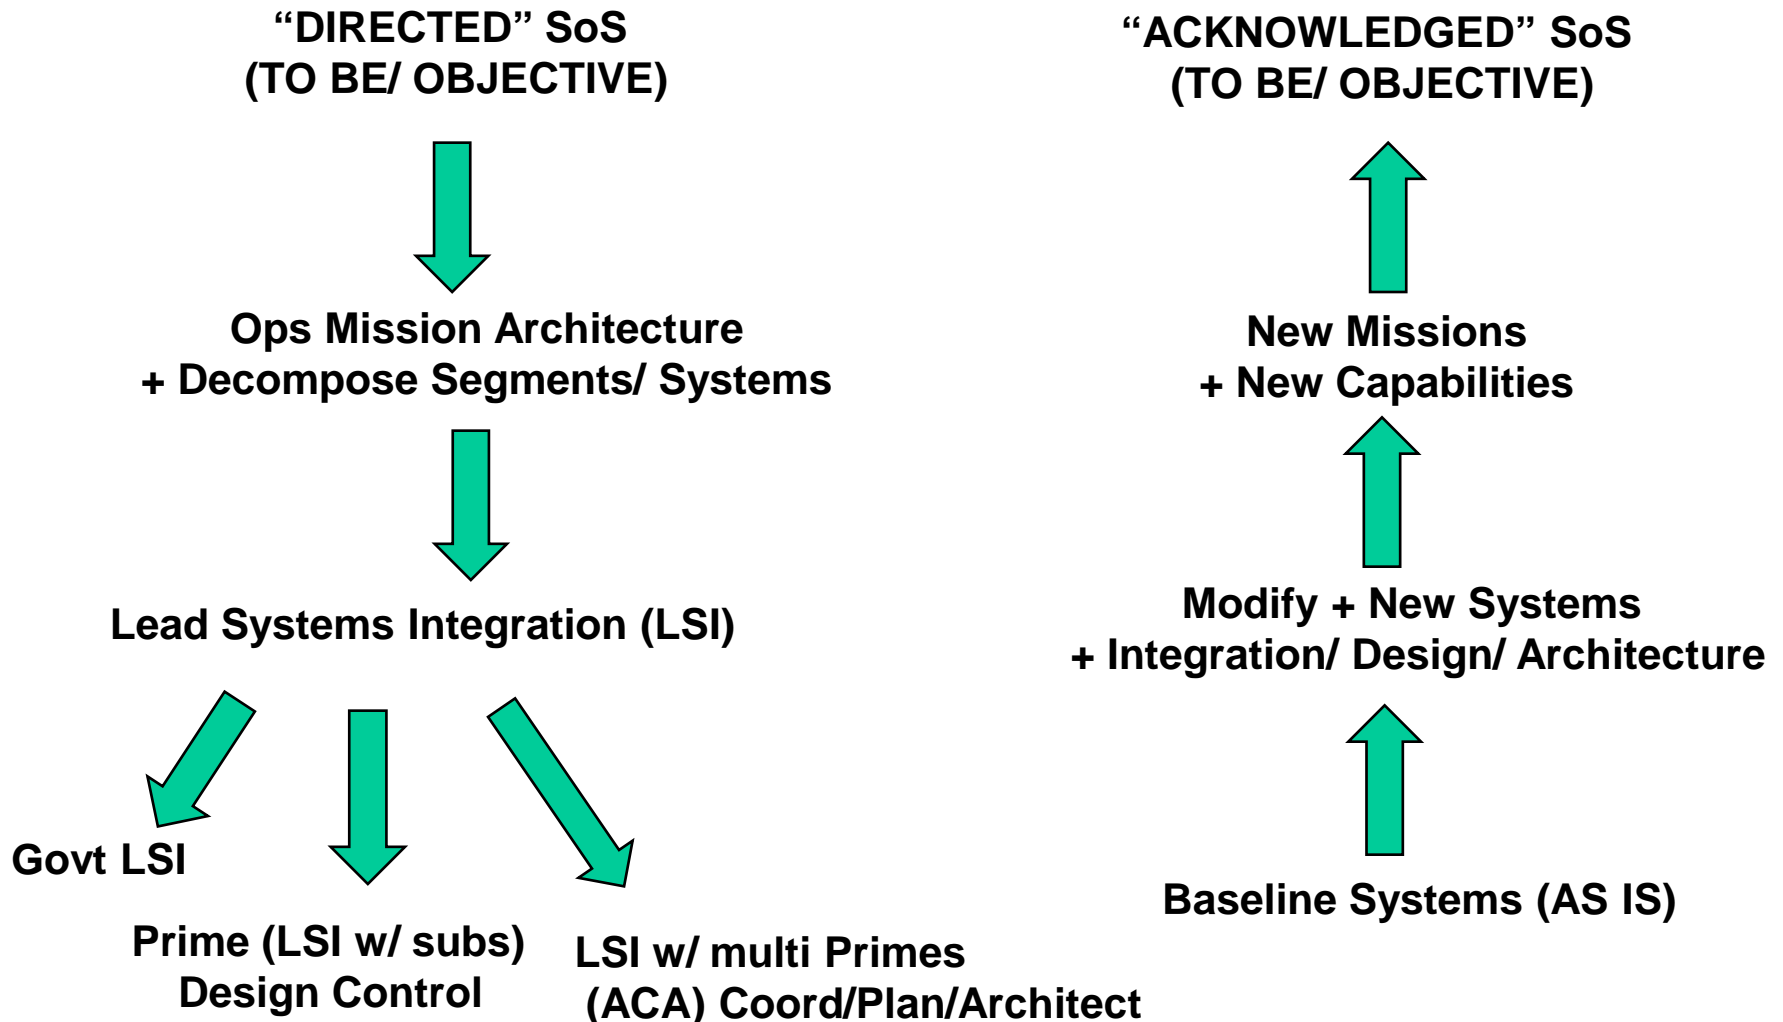 “DIRECTED” SoS
(TO BE/ OBJECTIVE)
Ops Mission Architecture
+ Decompose Segments/ Systems
Lead Systems Integration (LSI)
Govt LSI
Prime (LSI w/ subs)
Design Control
LSI w/ multi Primes
(ACA) Coord/Plan/Architect
“ACKNOWLEDGED” SoS
(TO BE/ OBJECTIVE)
New Missions
+ New Capabilities
Modify + New Systems
+ Integration/ Design/ Architecture
Baseline Systems (AS IS)